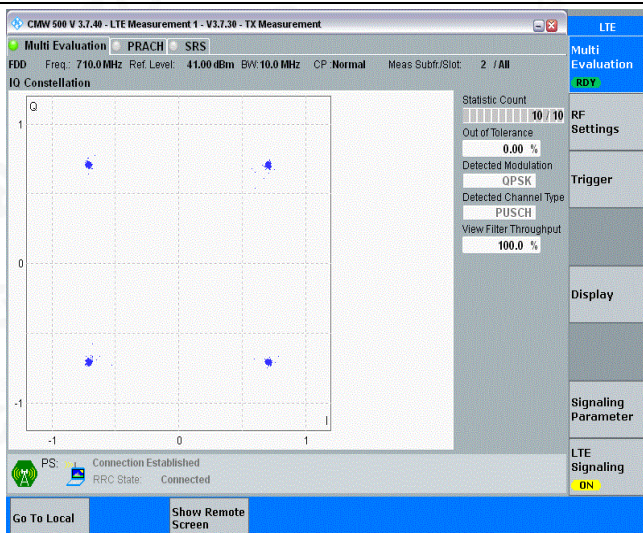 CMW 500 V 3.7.40 - LTE Measurement 1 - V3.7.30 - TX Measurement
LTE
Multi Evaluation PRACH SRS
Multi
Evaluation
RDY
FDD Freq.: 710.0 MHz Ref. Level: 41.00 dBm BW: 10.0 MHz CP :Normal Meas Subfr./Slot: 2 / All
IQ Constellation
Q
1
0
-1
-1 0 1
I
Statistic Count
10 / 10
Out of Tolerance
0.00 %
Detected Modulation
QPSK
Detected Channel Type
PUSCH
View Filter Throughput
100.0 %
RF
Settings
Trigger
Display
Signaling
Parameter
LTE
Signaling
ON
PS: Connection Established
RRC State: Connected
Go To Local
Show Remote
Screen